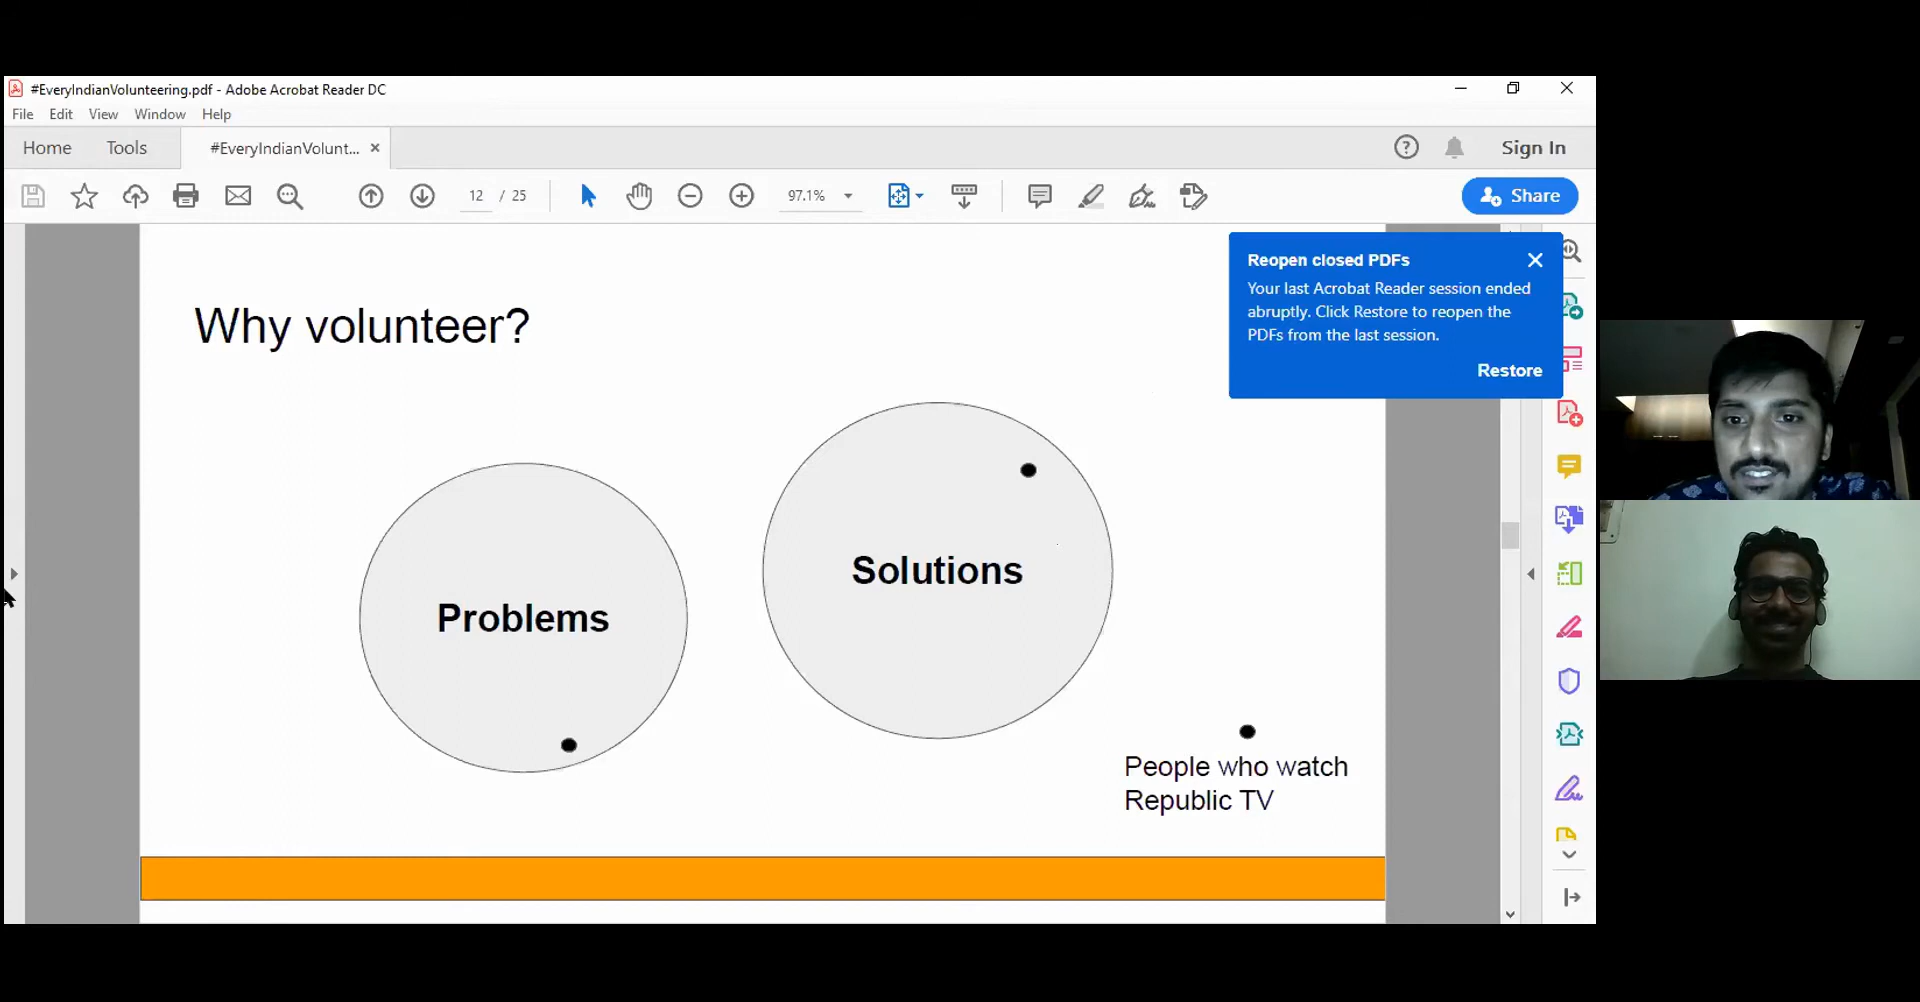 #EveryIndianVolunteering.pdf - Adobe Acrobat Reader DC
File Edit View Window Help
Home Tools #EveryIndianVolunt... Sign In
12 / 25 97.1% Share
Reopen closed PDFs
Your last Acrobat Reader session ended
abruptly. Click Restore to reopen the
PDFs from the last session.
Restore
Why volunteer?
Problems
Solutions
People who watch
Republic TV